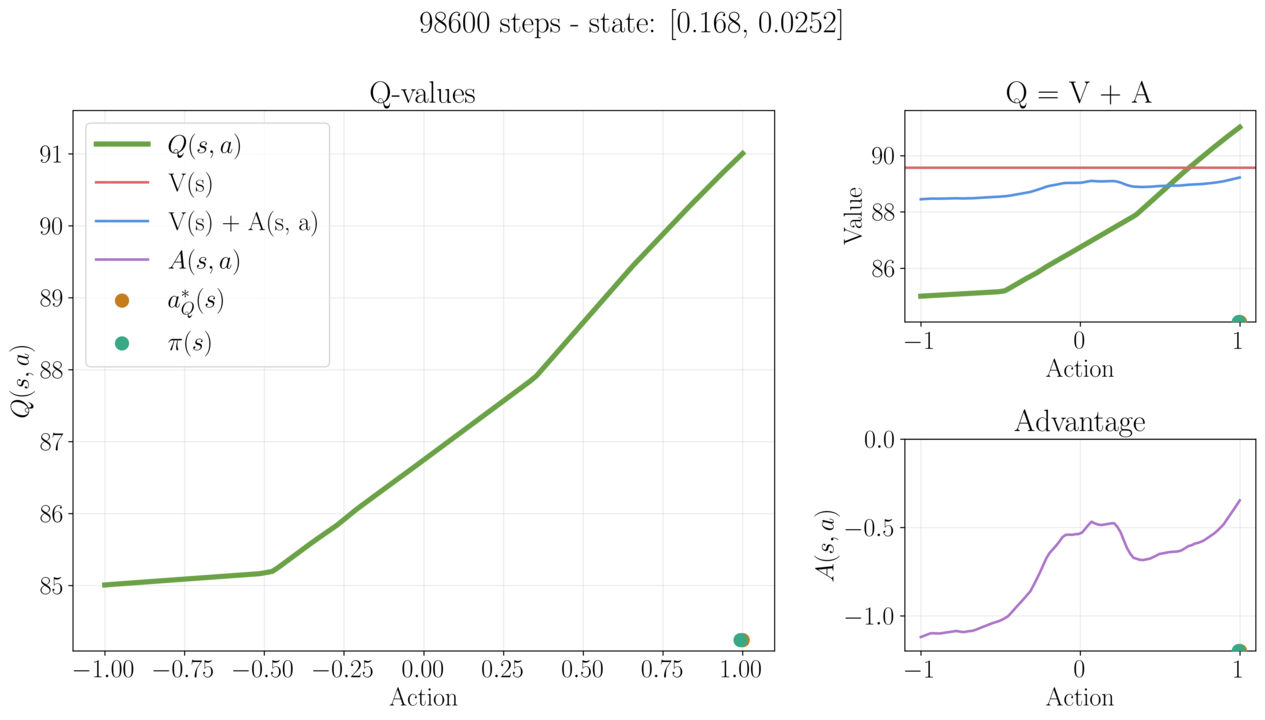 98600 steps - state: [0.168, 0.0252]
Q-values
Q(s, a)
V(s)
V(s) + A(s, a)
A(s, a)
a*Q(s)
π(s)
91
90
89
88
87
86
85
Q(s, a)
−1.00 −0.75 −0.50 −0.25 0.00 0.25 0.50 0.75 1.00
Action
Q = V + A
90
88
86
Value
−1 0 1
Action
Advantage
0.0
−0.5
−1.0
A(s, a)
−1 0 1
Action